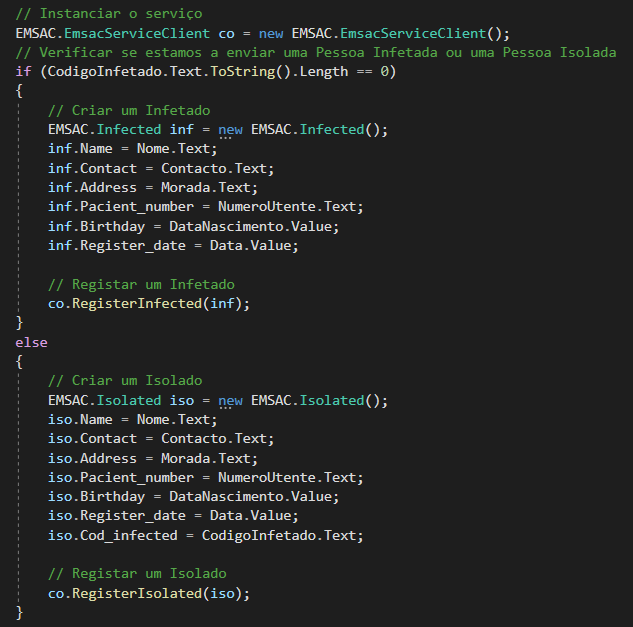 // Instanciar o serviço
EMSAC.EmsacServiceClient co = new EMSAC.EmsacServiceClient();
// Verificar se estamos a enviar uma Pessoa Infetada ou uma Pessoa Isolada
if (CodigoInfetado.Text.ToString().Length == 0)
{
// Criar um Infetado
EMSAC.Infected inf = new EMSAC.Infected();
inf.Name = Nome.Text;
inf.Contact = Contacto.Text;
inf.Address = Morada.Text;
inf.Pacient_number = NumeroUtente.Text;
inf.Birthday = DataNascimento.Value;
inf.Register_date = Data.Value;
// Registar um Infetado
co.RegisterInfected(inf);
}
else
{
// Criar um Isolado
EMSAC.Isolated iso = new EMSAC.Isolated();
iso.Name = Nome.Text;
iso.Contact = Contacto.Text;
iso.Address = Morada.Text;
iso.Pacient_number = NumeroUtente.Text;
iso.Birthday = DataNascimento.Value;
iso.Register_date = Data.Value;
iso.Cod_infected = CodigoInfetado.Text;
// Registar um Isolado
co.RegisterIsolated(iso);
}